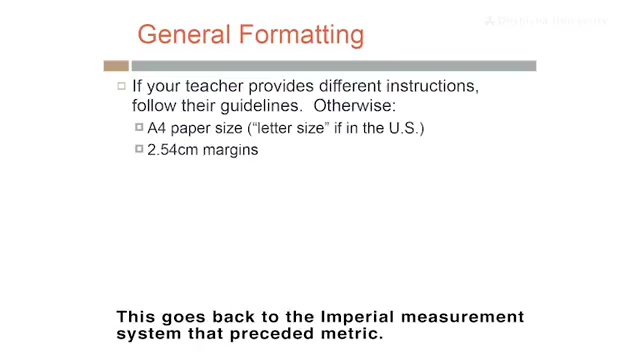 General Formatting
If your teacher provides different instructions,
follow their guidelines.  Otherwise:
A4 paper size (“letter size” if in the U.S.)
2.54cm margins
This goes back to the Imperial measurement
system that preceded metric.